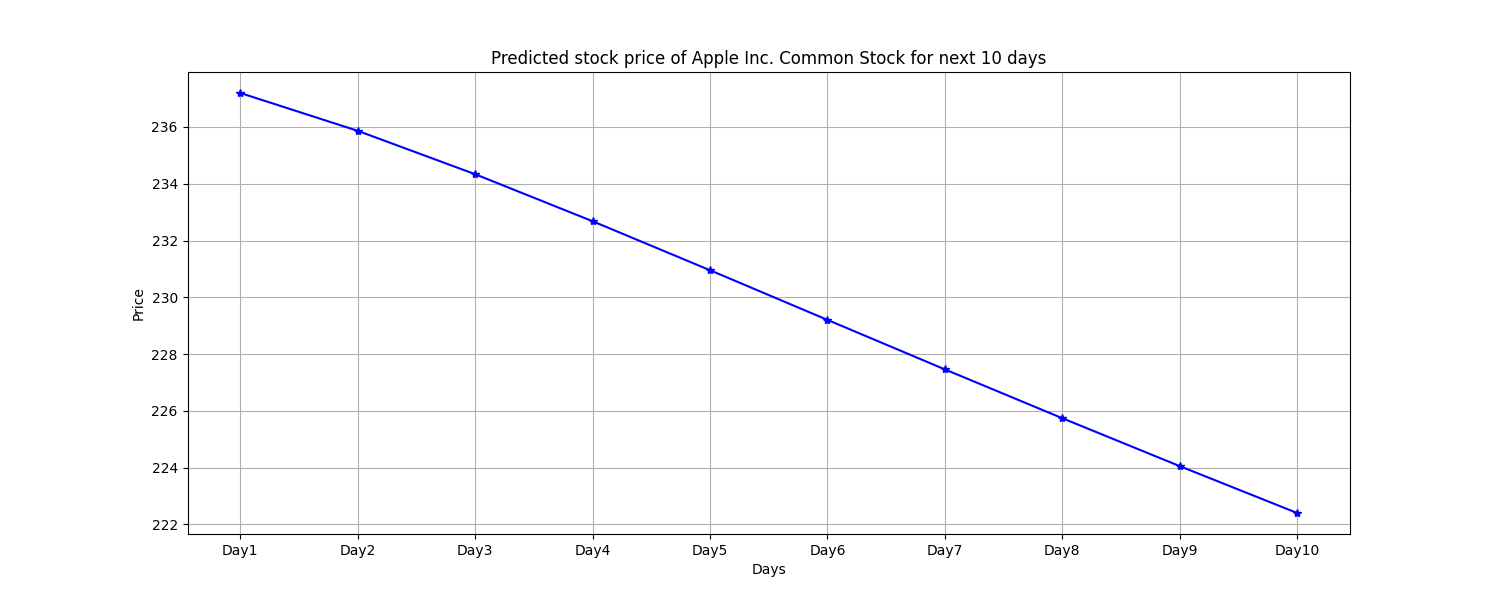 Predicted stock price of Apple Inc. Common Stock for next 10 days
236
234
232
230
228
226
224
222
Price
Day1 Day2 Day3 Day4 Day5 Day6 Day7 Day8 Day9 Day10
Days